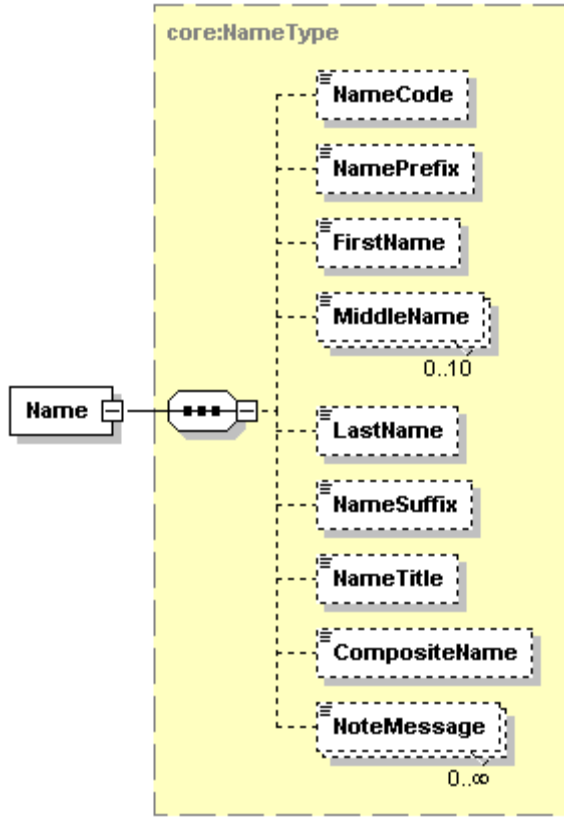 core:NameType
NameCode
NamePrefix
FirstName
MiddleName
0..10
Name
LastName
NameSuffix
NameTitle
CompositeName
NoteMessage
0..∞